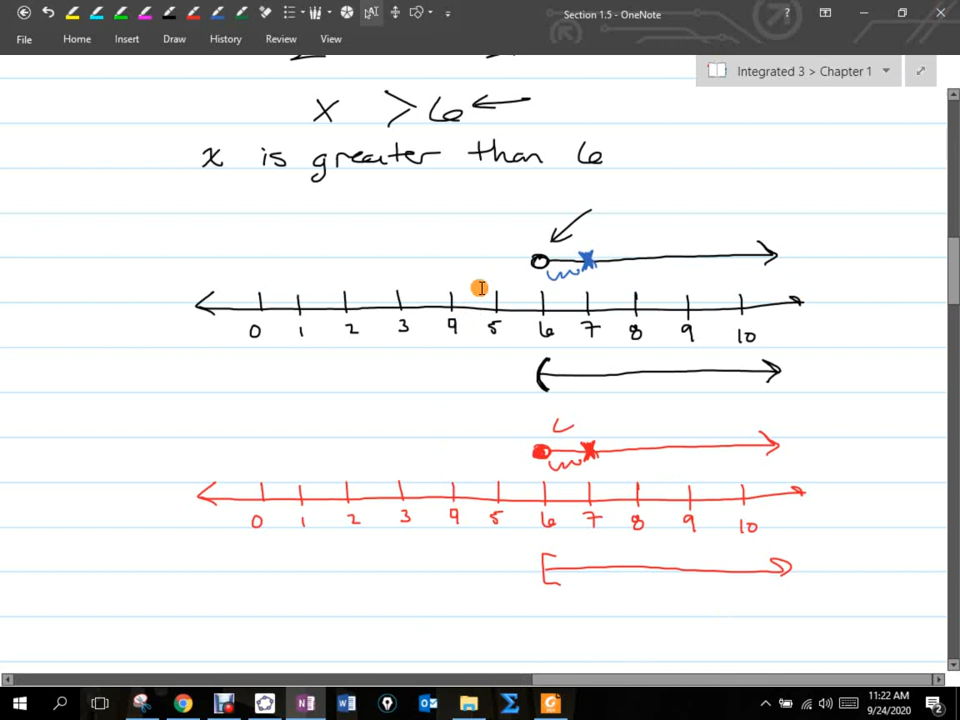 Section 1.5 - OneNote
?
File Home Insert Draw History Review View
Integrated 3 > Chapter 1
x > 6
x is greater than 6
0 1 2 3 4 5 6 7 8 9 10
(
0 1 2 3 4 5 6 7 8 9 10
[
11:22 AM
9/24/2020
2